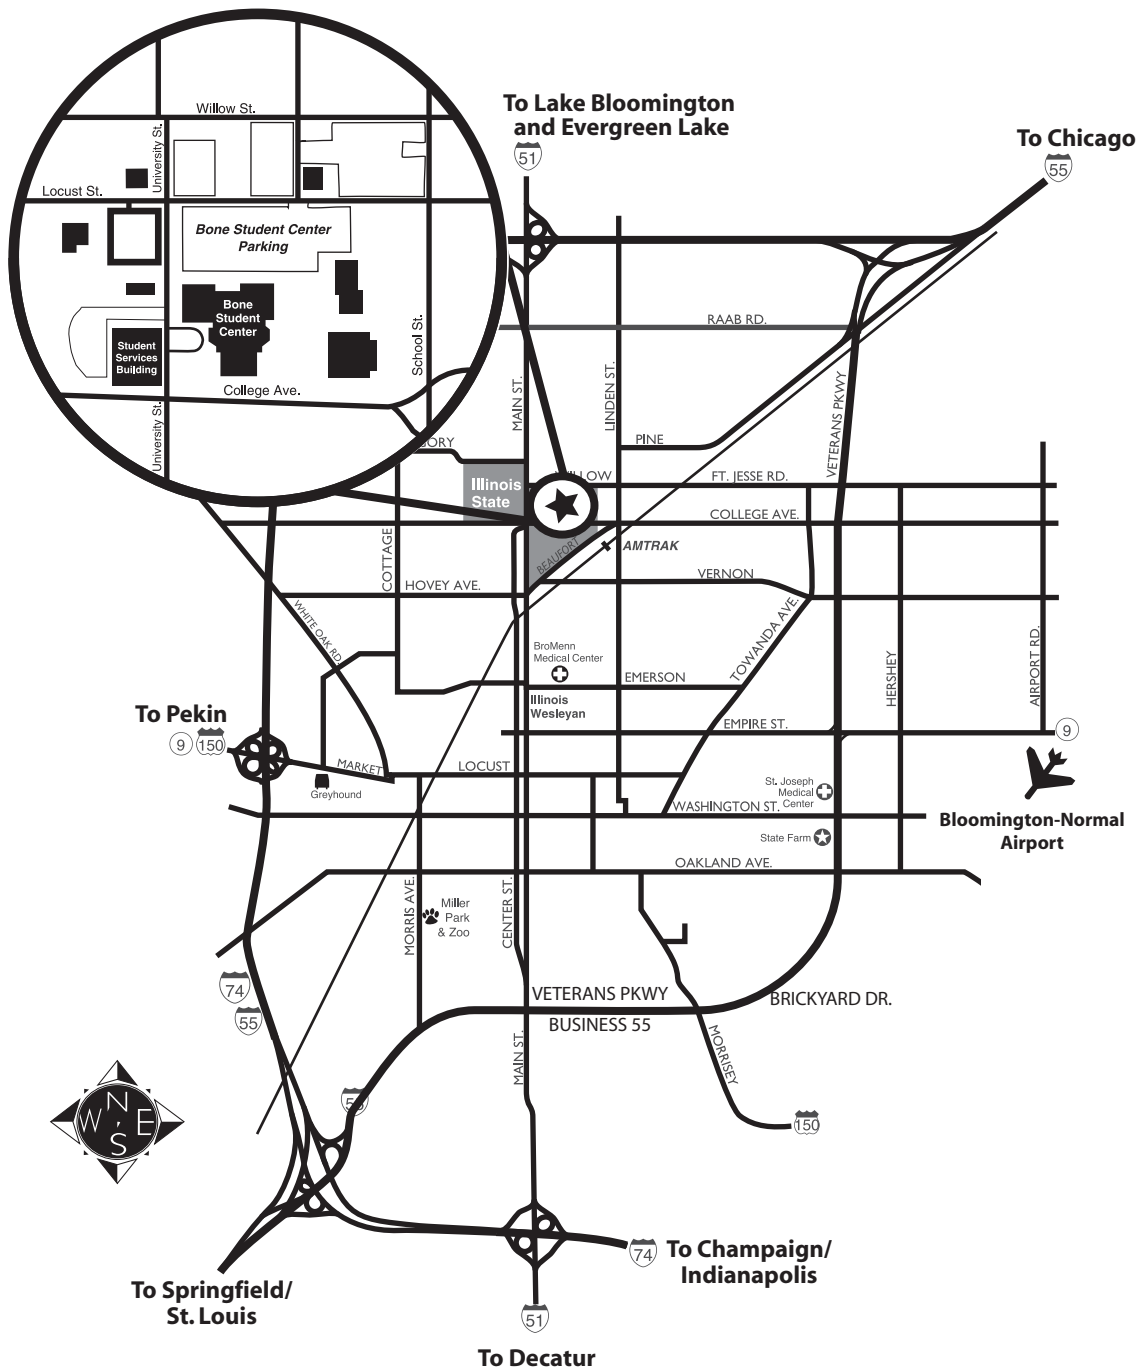 To Lake Bloomington
and Evergreen Lake
51
To Chicago
55
Willow St.
University St.
Locust St.
Bone Student Center
Parking
Bone
Student
Center
Student
Services
Building
School St.
College Ave.
University St.
RAAB RD.
MAIN ST.
LINDEN ST.
VETERANS PKWY
PINE
Illinois
State
FT. JESSE RD.
COLLEGE AVE.
BEAUFORT
AMTRAK
COTTAGE
HOVEY AVE.
VERNON
WHITE OAK RD.
TOWANDA AVE.
HERSHEY
AIRPORT RD.
BroMenn
Medical Center
EMERSON
Illinois
Wesleyan
EMPIRE ST.
To Pekin
9
150
9
MARKET
LOCUST
Greyhound
St. Joseph
Medical
Center
WASHINGTON ST.
Bloomington-Normal
Airport
State Farm
OAKLAND AVE.
MORRIS AVE.
Miller
Park
& Zoo
CENTER ST.
74
55
VETERANS PKWY
BUSINESS 55
BRICKYARD DR.
MAIN ST.
MORRISEY
150
N
W E
S
74
To Champaign/
Indianapolis
To Springfield/
St. Louis
51
To Decatur